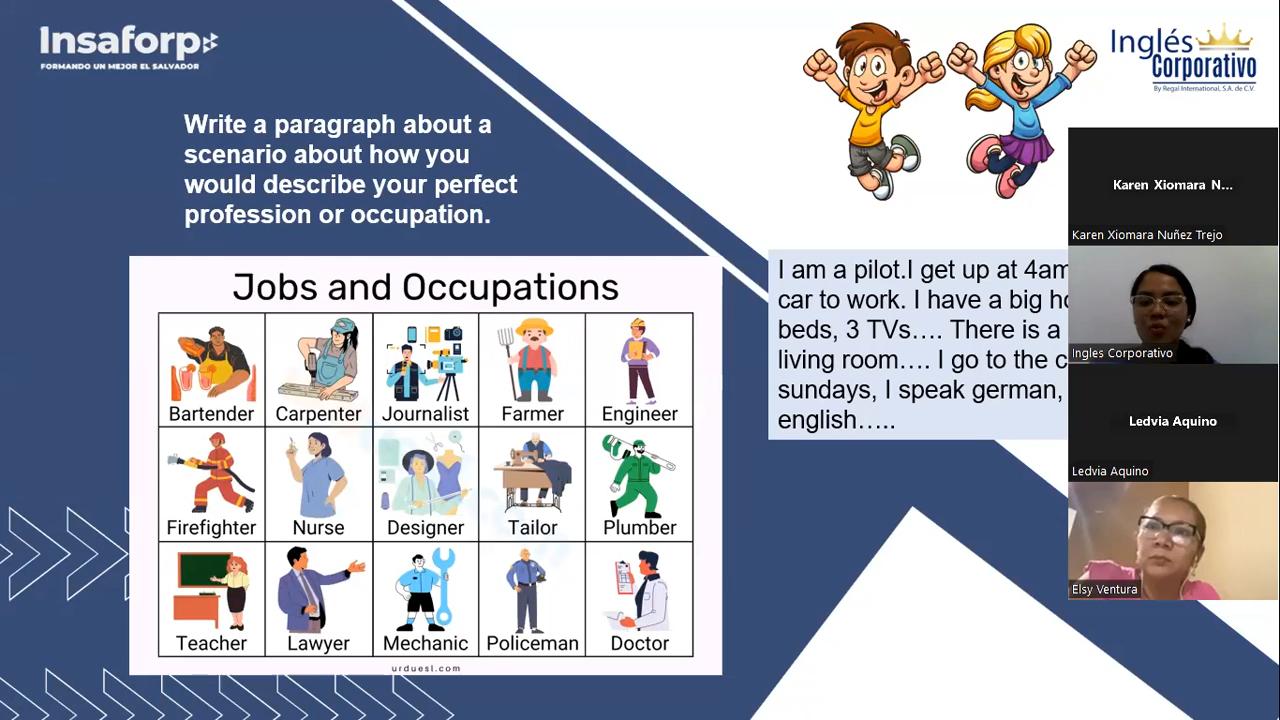 Insaforp
FORMANDO UN MEJOR EL SALVADOR
Inglés
Corporativo
By Regal International, S.A. de C.V.
Write a paragraph about a
scenario about how you
would describe your perfect
profession or occupation.
Jobs and Occupations
Bartender Carpenter Journalist Farmer Engineer
Firefighter Nurse Designer Tailor Plumber
Teacher Lawyer Mechanic Policeman Doctor
urduesl.com
I am a pilot.I get up at 4am
car to work. I have a big
beds, 3 TVs…. There is a
living room…. I go to the
sundays, I speak german,
english…..
Karen Xiomara N...
Karen Xiomara Nuñez Trejo
Ingles Corporativo
Ledvia Aquino
Ledvia Aquino
Elsy Ventura